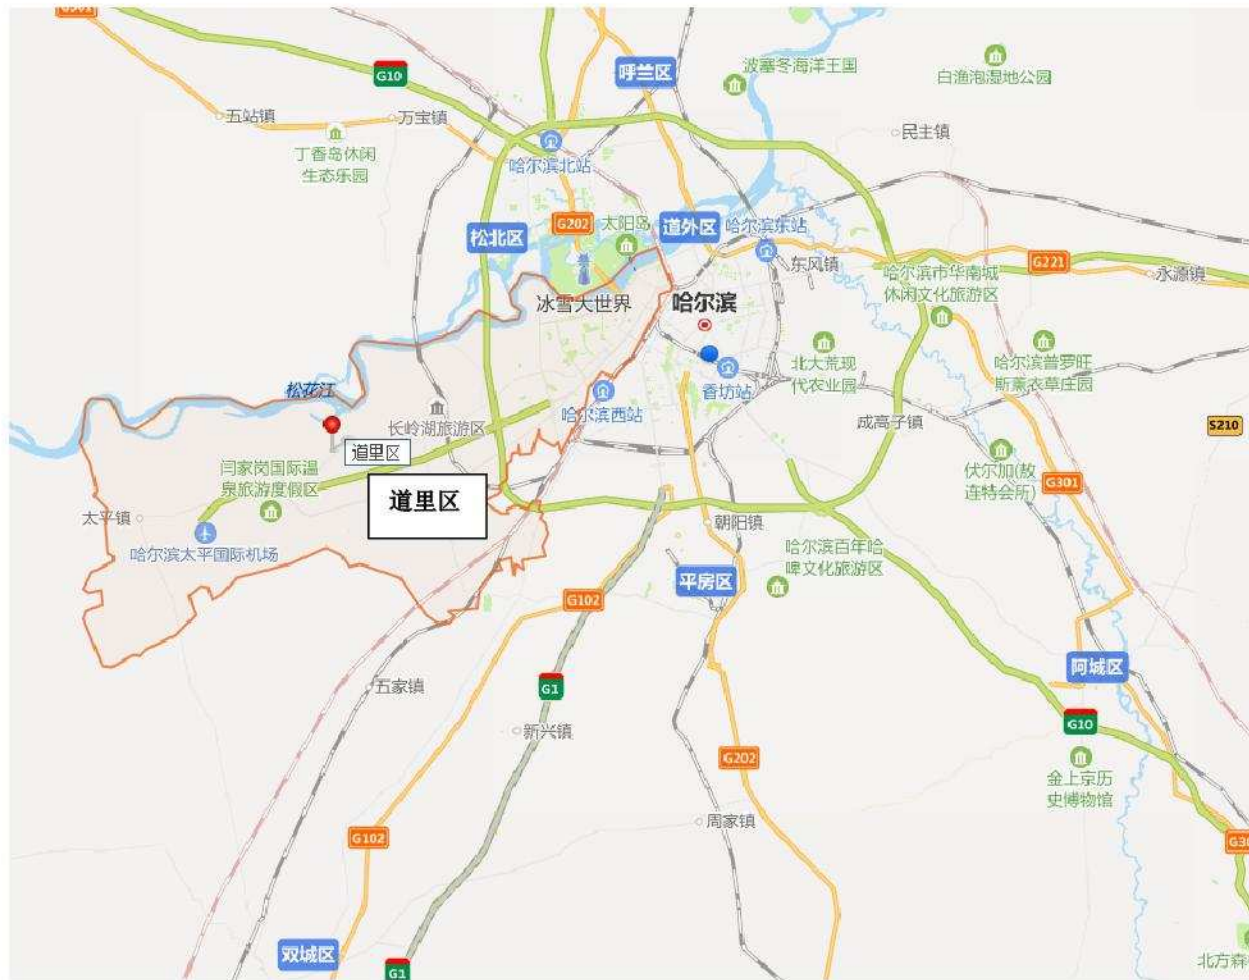 G10
呼兰区
波塞冬海洋王国
白渔泡湿地公园
五站镇
万宝镇
民主镇
丁香岛休闲
生态乐园
哈尔滨北站
松北区
G202
太阳岛
道外区
哈尔滨东站
东风镇
G221
永源镇
哈尔滨市华南城
休闲文化旅游区
冰雪大世界
哈尔滨
北大荒现
代农业园
哈尔滨普罗旺
斯薰衣草庄园
松花江
香坊站
哈尔滨西站
长岭湖旅游区
成高子镇
S210
道里区
闫家岗国际温
泉旅游度假区
道里区
伏尔加(敖
连特会所)
G301
太平镇
哈尔滨太平国际机场
朝阳镇
哈尔滨百年哈
啤文化旅游区
平房区
G102
阿城区
五家镇
G1
新兴镇
G10
G202
金上京历
史博物馆
周家镇
G102
双城区
G1
北方森